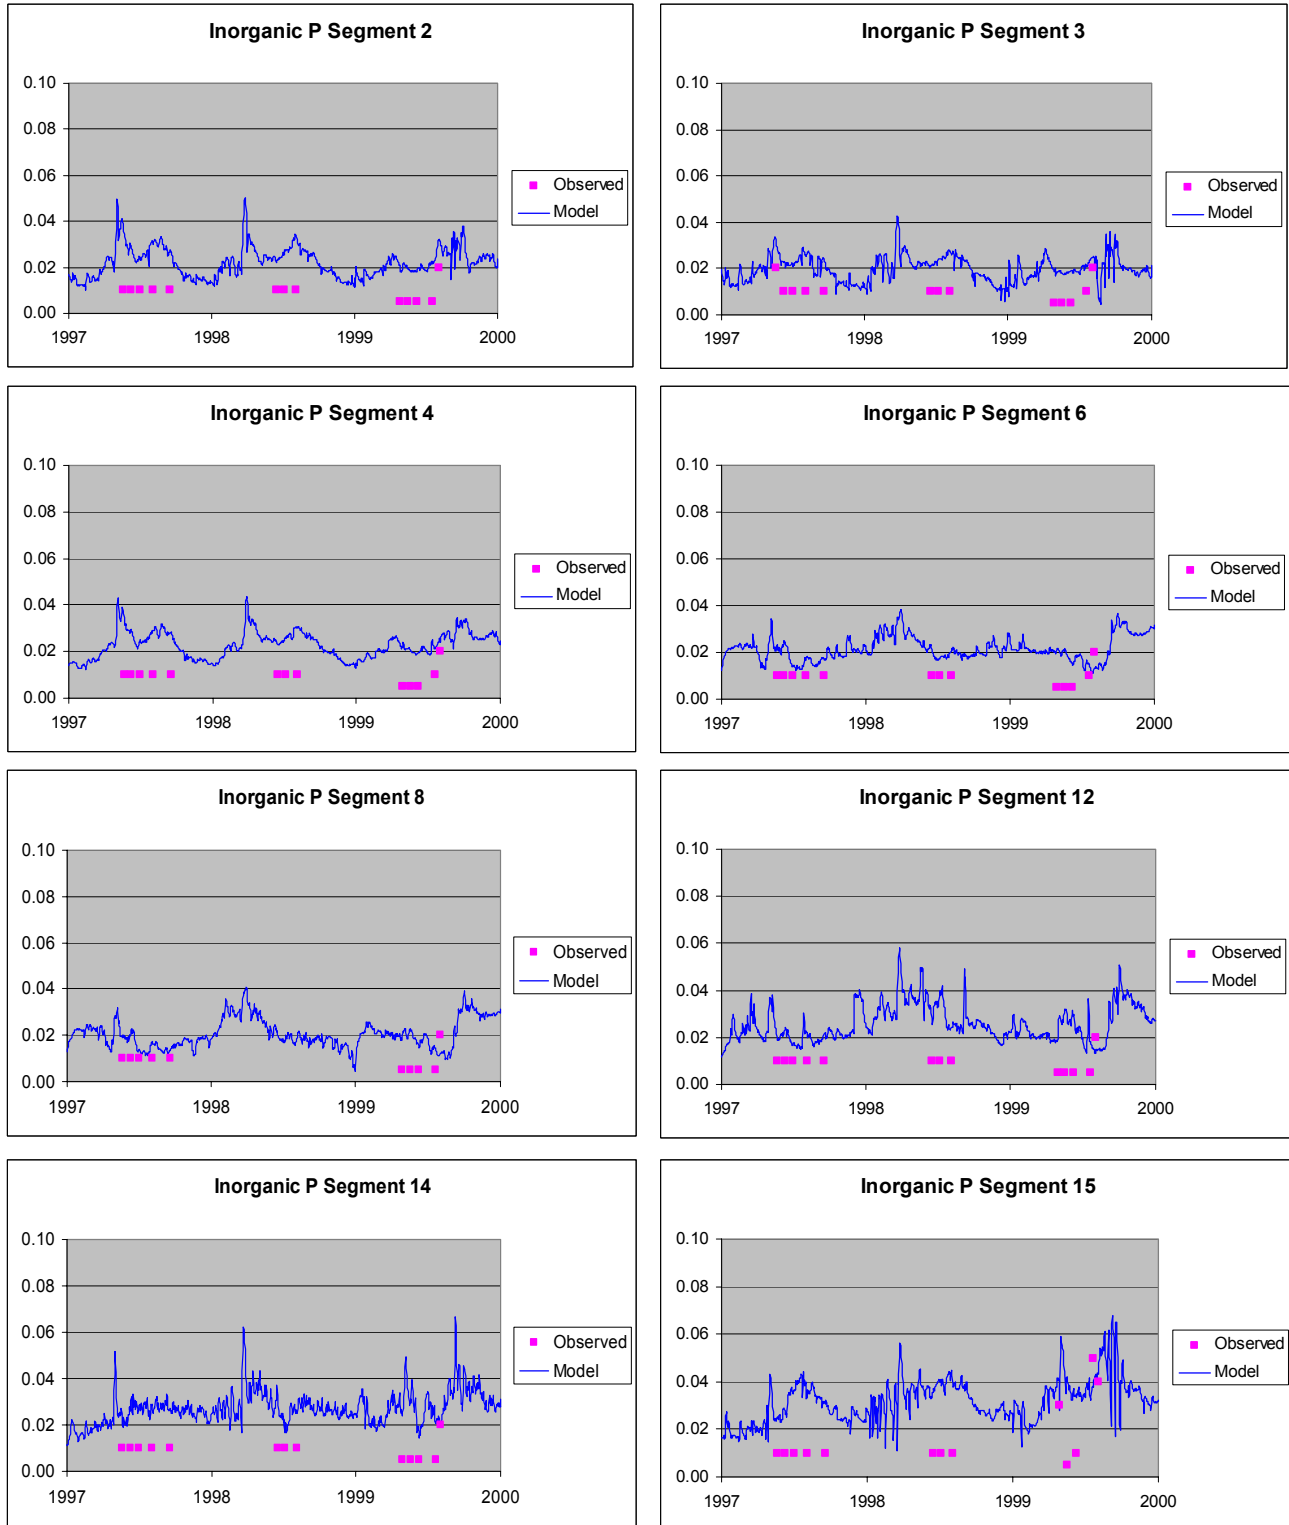 Inorganic P Segment 2
0.10
0.08
0.06
0.04
0.02
0.00
1997 1998 1999 2000
Observed
Model
Inorganic P Segment 3
0.10
0.08
0.06
0.04
0.02
0.00
1997 1998 1999 2000
Observed
Model
Inorganic P Segment 4
0.10
0.08
0.06
0.04
0.02
0.00
1997 1998 1999 2000
Observed
Model
Inorganic P Segment 6
0.10
0.08
0.06
0.04
0.02
0.00
1997 1998 1999 2000
Observed
Model
Inorganic P Segment 8
0.10
0.08
0.06
0.04
0.02
0.00
1997 1998 1999 2000
Observed
Model
Inorganic P Segment 12
0.10
0.08
0.06
0.04
0.02
0.00
1997 1998 1999 2000
Observed
Model
Inorganic P Segment 14
0.10
0.08
0.06
0.04
0.02
0.00
1997 1998 1999 2000
Observed
Model
Inorganic P Segment 15
0.10
0.08
0.06
0.04
0.02
0.00
1997 1998 1999 2000
Observed
Model